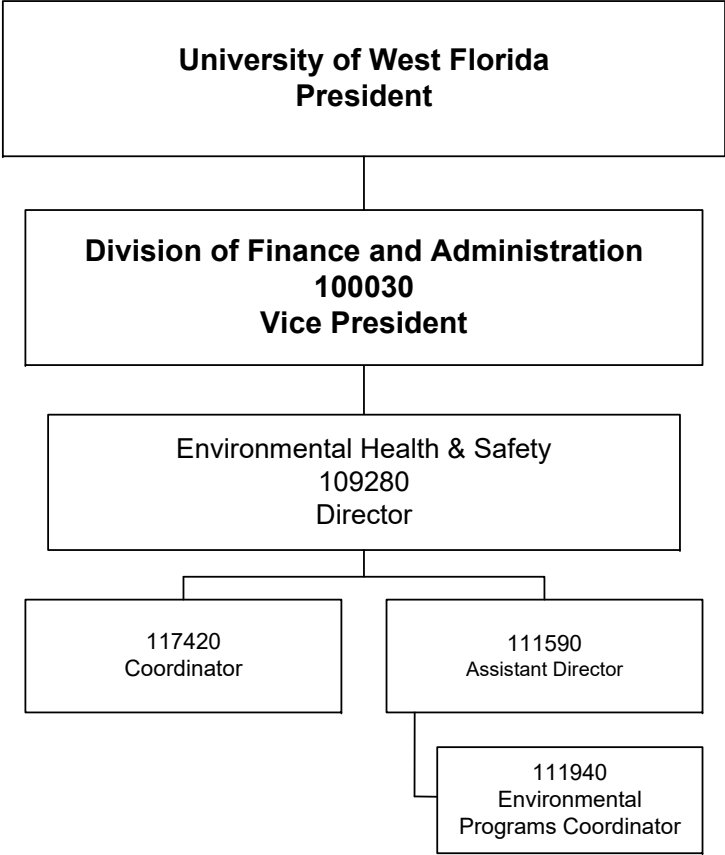 University of West Florida
President
Division of Finance and Administration
100030
Vice President
Environmental Health & Safety
109280
Director
117420
Coordinator
111590
Assistant Director
111940
Environmental
Programs Coordinator